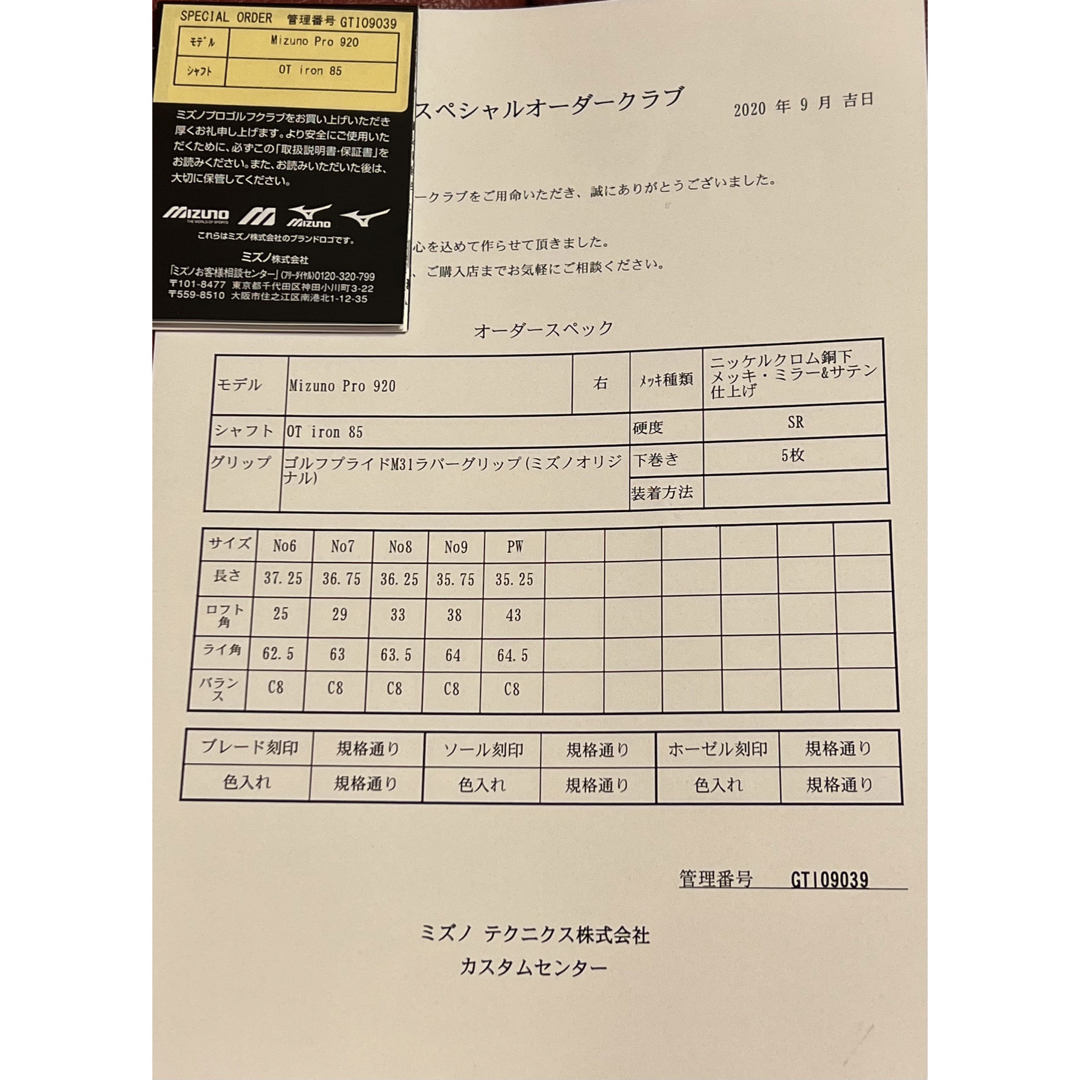 SPECIAL ORDER 管理番号 GTI09039
モデル Mizuno Pro 920
シャフト OT iron 85
ミズノプロゴルフクラブをお買い上げいただき
厚くお礼申し上げます。より安全にご使用いた
だくために、必ずこの「取扱説明書・保証書」を
お読みください。また、お読みいただいた後は、
大切に保管してください。
MIZUNO
THE WORLD OF SPORTS
MIZUNO
これらはミズノ株式会社のブランドロゴです。
ミズノ株式会社
「ミズノお客様相談センター」(フリーダイヤル)0120-320-799
〒101-8477 東京都千代田区神田小川町3-22
〒559-8510 大阪市住之江区南港北1-12-35
スペシャルオーダークラブ
2020 年 9 月 吉日
ークラブをご用命いただき、誠にありがとうございました。
心を込めて作らせて頂きました。
、ご購入店までお気軽にご相談ください。
オーダースペック
モデル Mizuno Pro 920 右 メッキ種類 ニッケルクロム銅下
メッキ・ミラー&サテン
仕上げ
シャフト OT iron 85 硬度 SR
グリップ ゴルフプライドM31ラバーグリップ(ミズノオリジ
ナル)
下巻き 5枚
装着方法
サイズ No6 No7 No8 No9 PW
長さ 37.25 36.75 36.25 35.75 35.25
ロフト
角 25 29 33 38 43
ライ角 62.5 63 63.5 64 64.5
バラン
ス C8 C8 C8 C8 C8
ブレード刻印 規格通り ソール刻印 規格通り ホーゼル刻印 規格通り
色入れ 規格通り 色入れ 規格通り 色入れ 規格通り
管理番号 GTI09039
ミズノ テクニクス株式会社
カスタムセンター